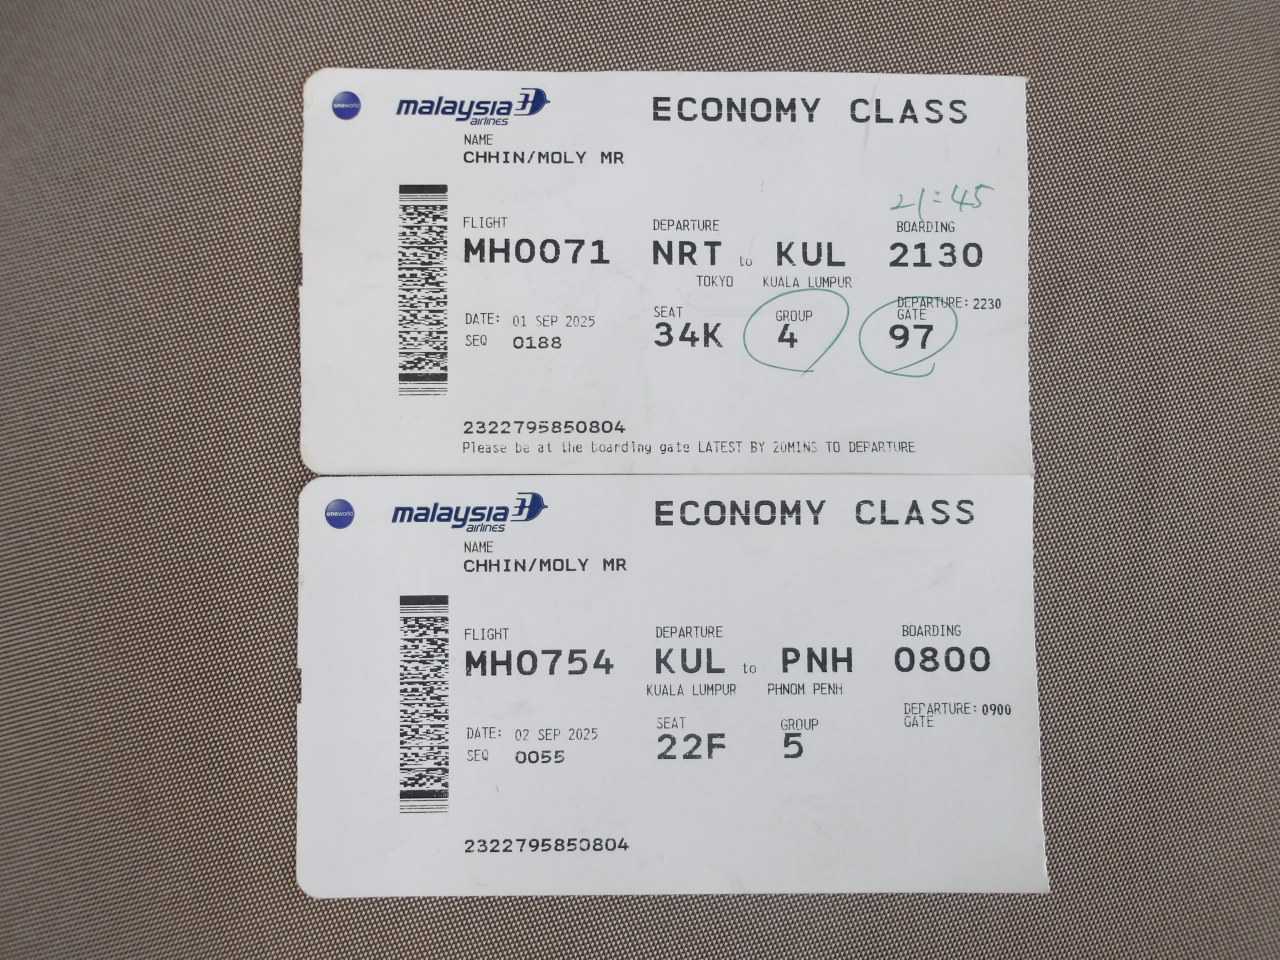 oneworld malaysia airlines ECONOMY CLASS
NAME
CHHIN/MOLY MR
21:45
FLIGHT DEPARTURE BOARDING
MH0071 NRT to KUL 2130
TOKYO KUALA LUMPUR
DEPARTURE: 2230
DATE: 01 SEP 2025 SEAT GROUP GATE
SEQ 0188 34K 4 97
2322795850804
Please be at the boarding gate LATEST BY 20MINS TO DEPARTURE
oneworld malaysia airlines ECONOMY CLASS
NAME
CHHIN/MOLY MR
FLIGHT DEPARTURE BOARDING
MH0754 KUL to PNH 0800
KUALA LUMPUR PHNOM PENH
DEPARTURE: 0900
DATE: 02 SEP 2025 SEAT GROUP GATE
SEQ 0055 22F 5
2322795850804